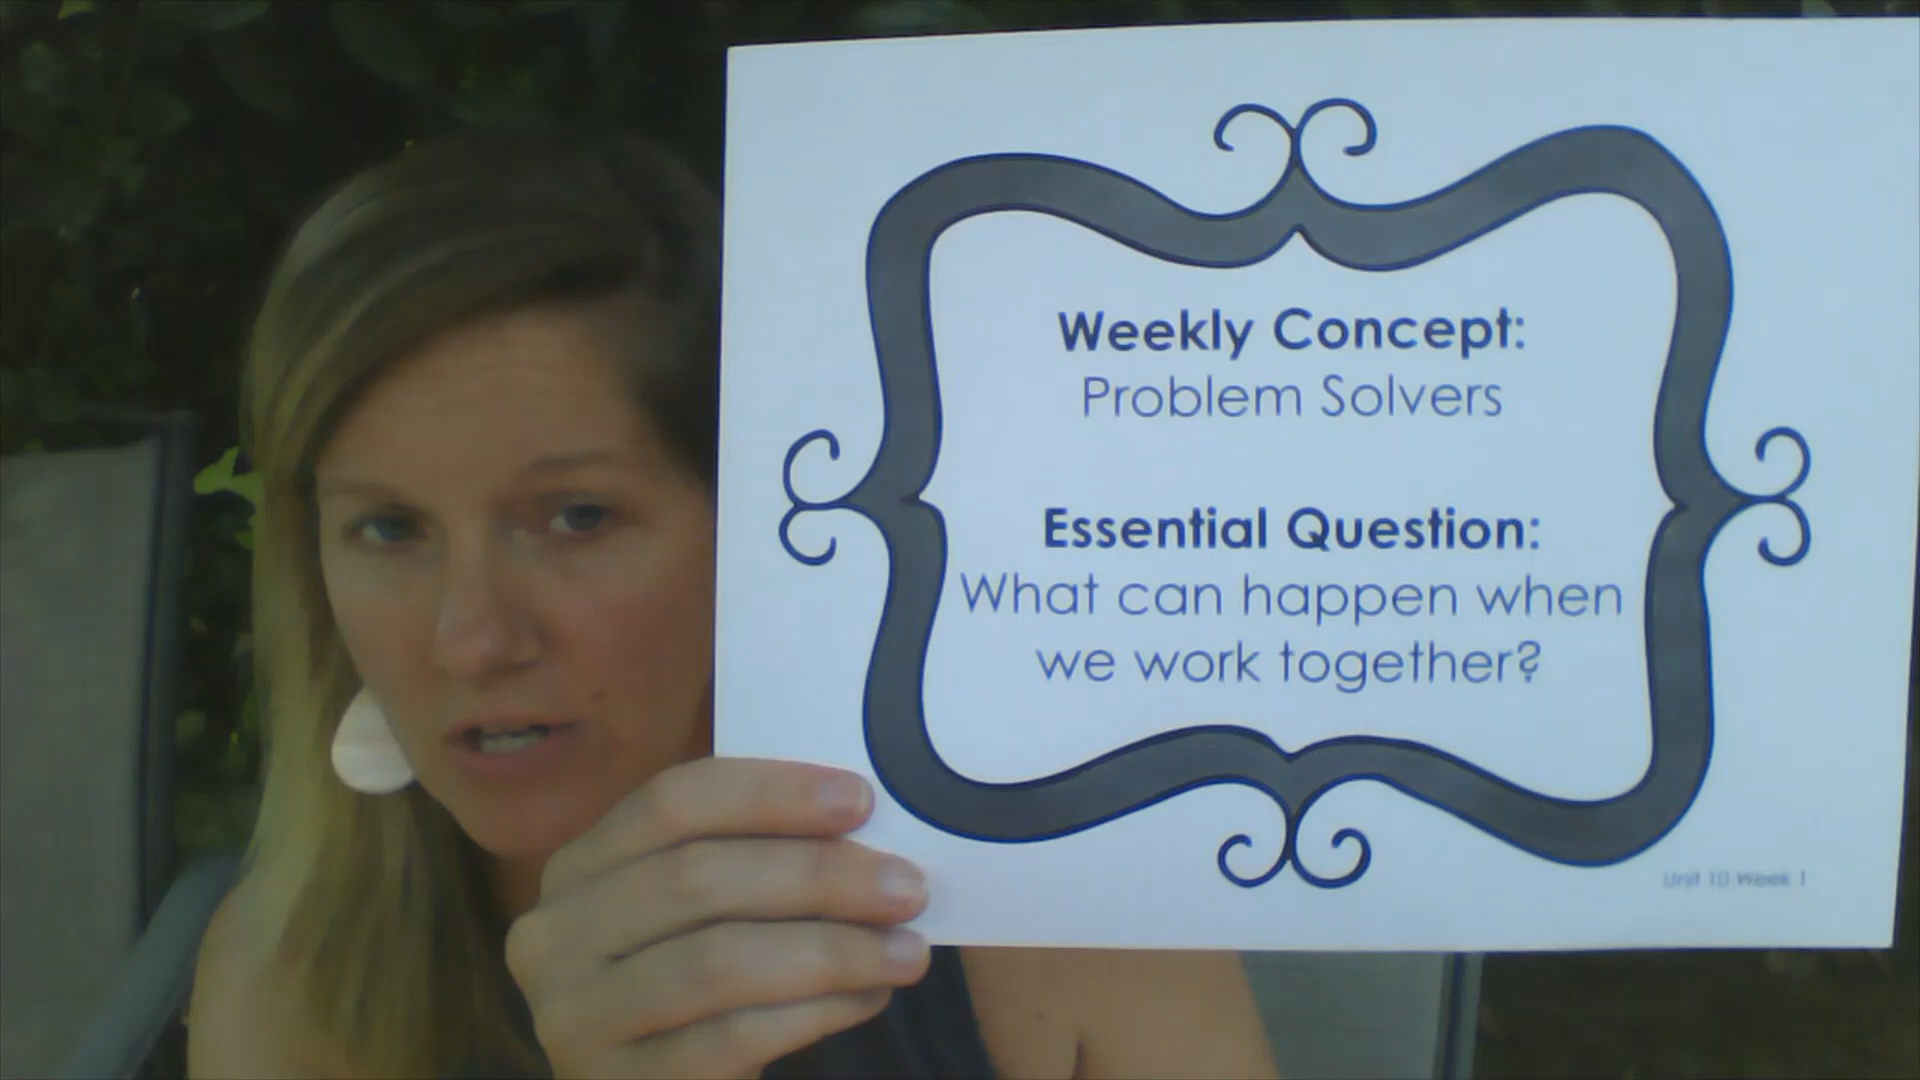 Weekly Concept:
Problem Solvers
Essential Question:
What can happen when
we work together?
Unit 10 Week 1